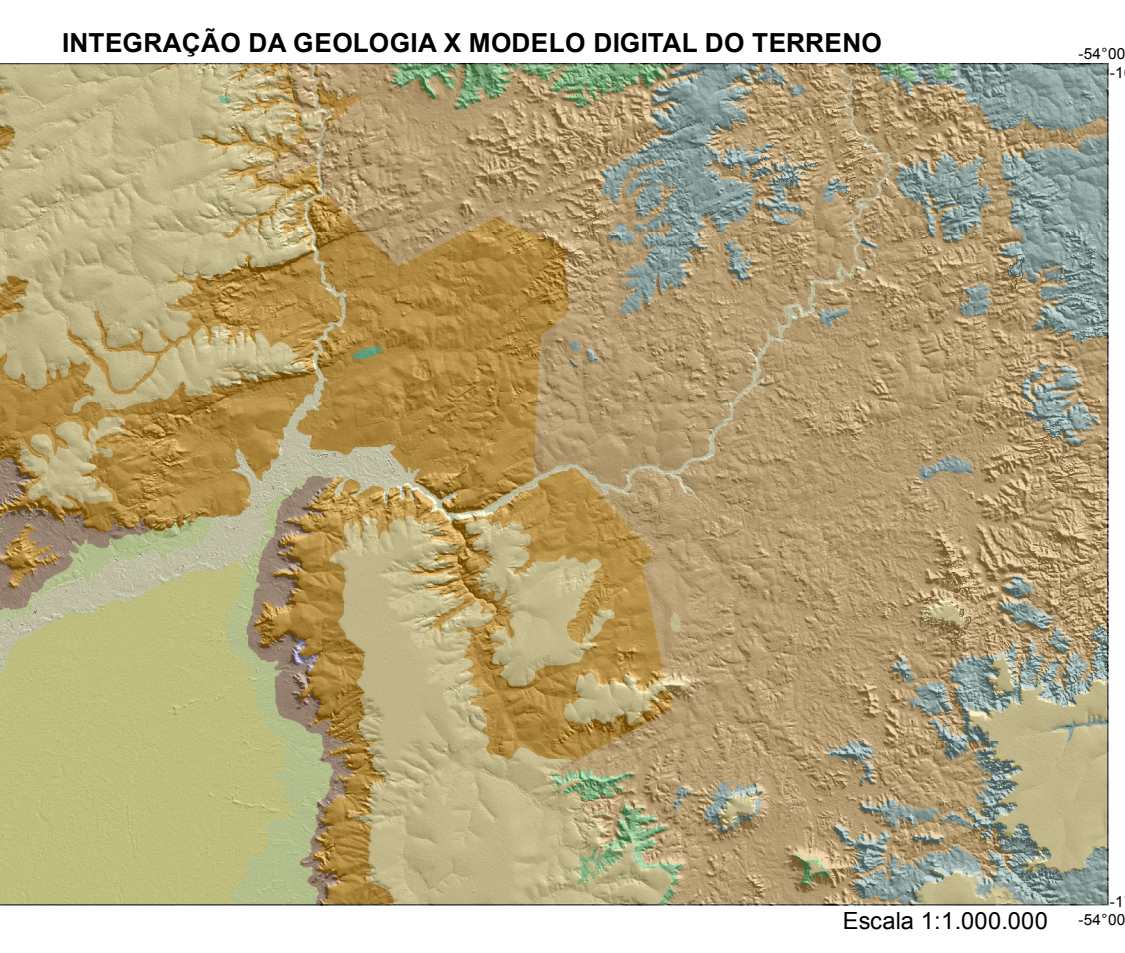 INTEGRAÇÃO DA GEOLOGIA X MODELO DIGITAL DO TERRENO
-54°00
Escala 1:1.000.000
-54°00